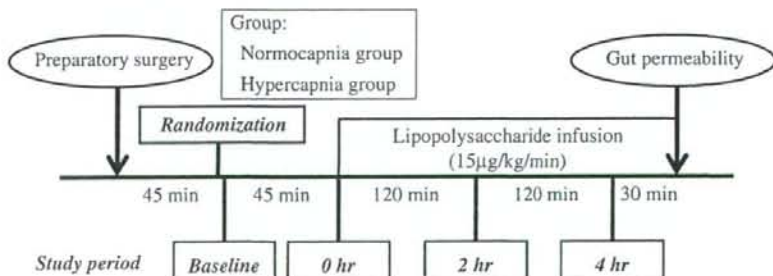 Group:
Normocapnia group
Hypercapnia group
Preparatory surgery
Gut permeability
Randomization
Lipopolysaccharide infusion
(15μg/kg/min)
45 min 45 min 120 min 120 min 30 min
Study period Baseline 0 hr 2 hr 4 hr